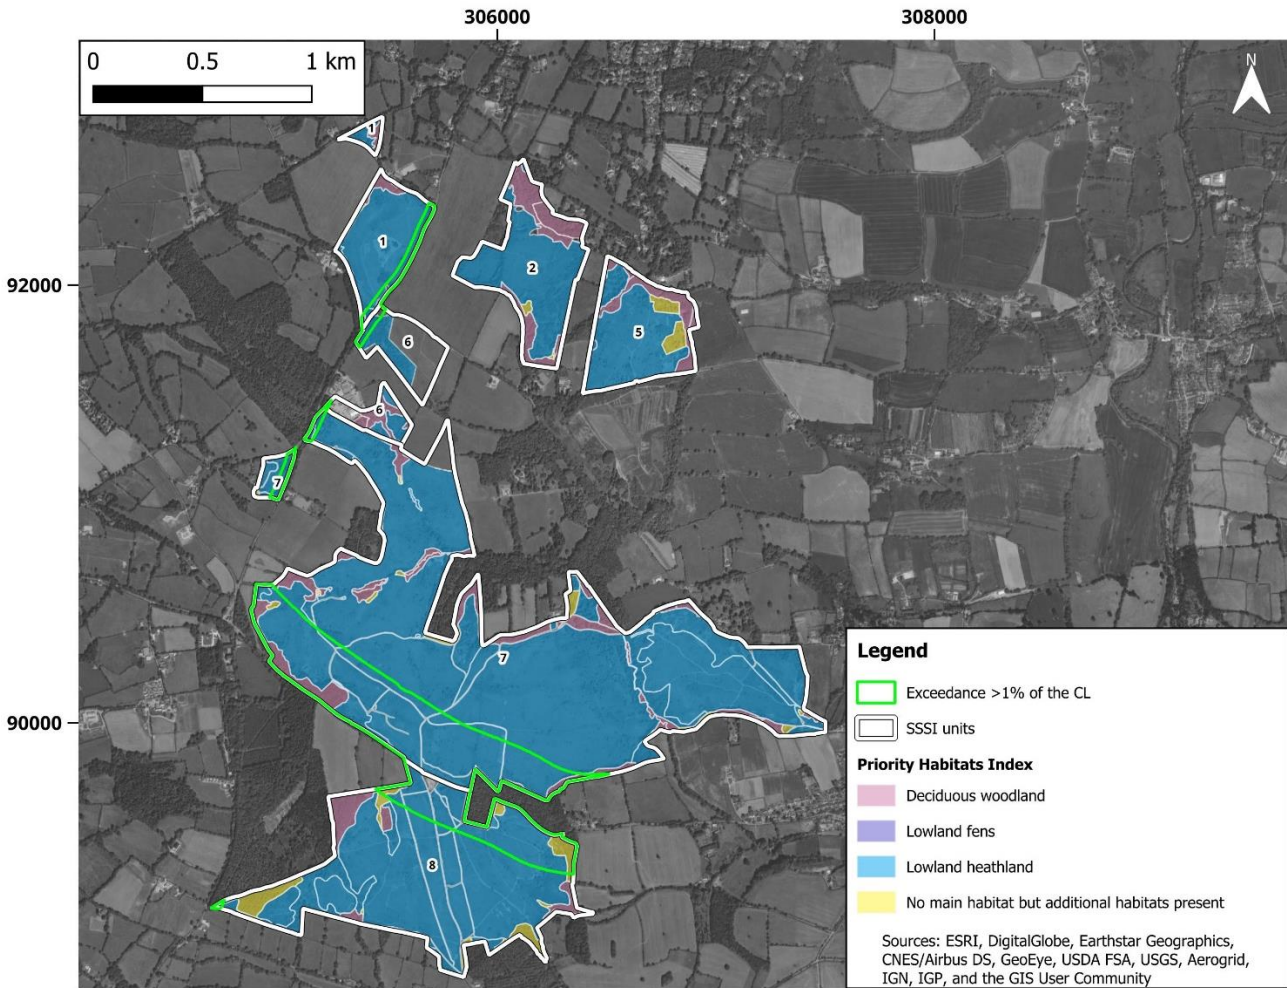 306000
308000
0 0.5 1 km
N
1
1
2
92000
5
6
6
7
7
90000
8
Legend
Exceedance >1% of the CL
SSSI units
Priority Habitats Index
Deciduous woodland
Lowland fens
Lowland heathland
No main habitat but additional habitats present
Sources: ESRI, DigitalGlobe, Earthstar Geographics,
CNES/Airbus DS, GeoEye, USDA FSA, USGS, Aerogrid,
IGN, IGP, and the GIS User Community